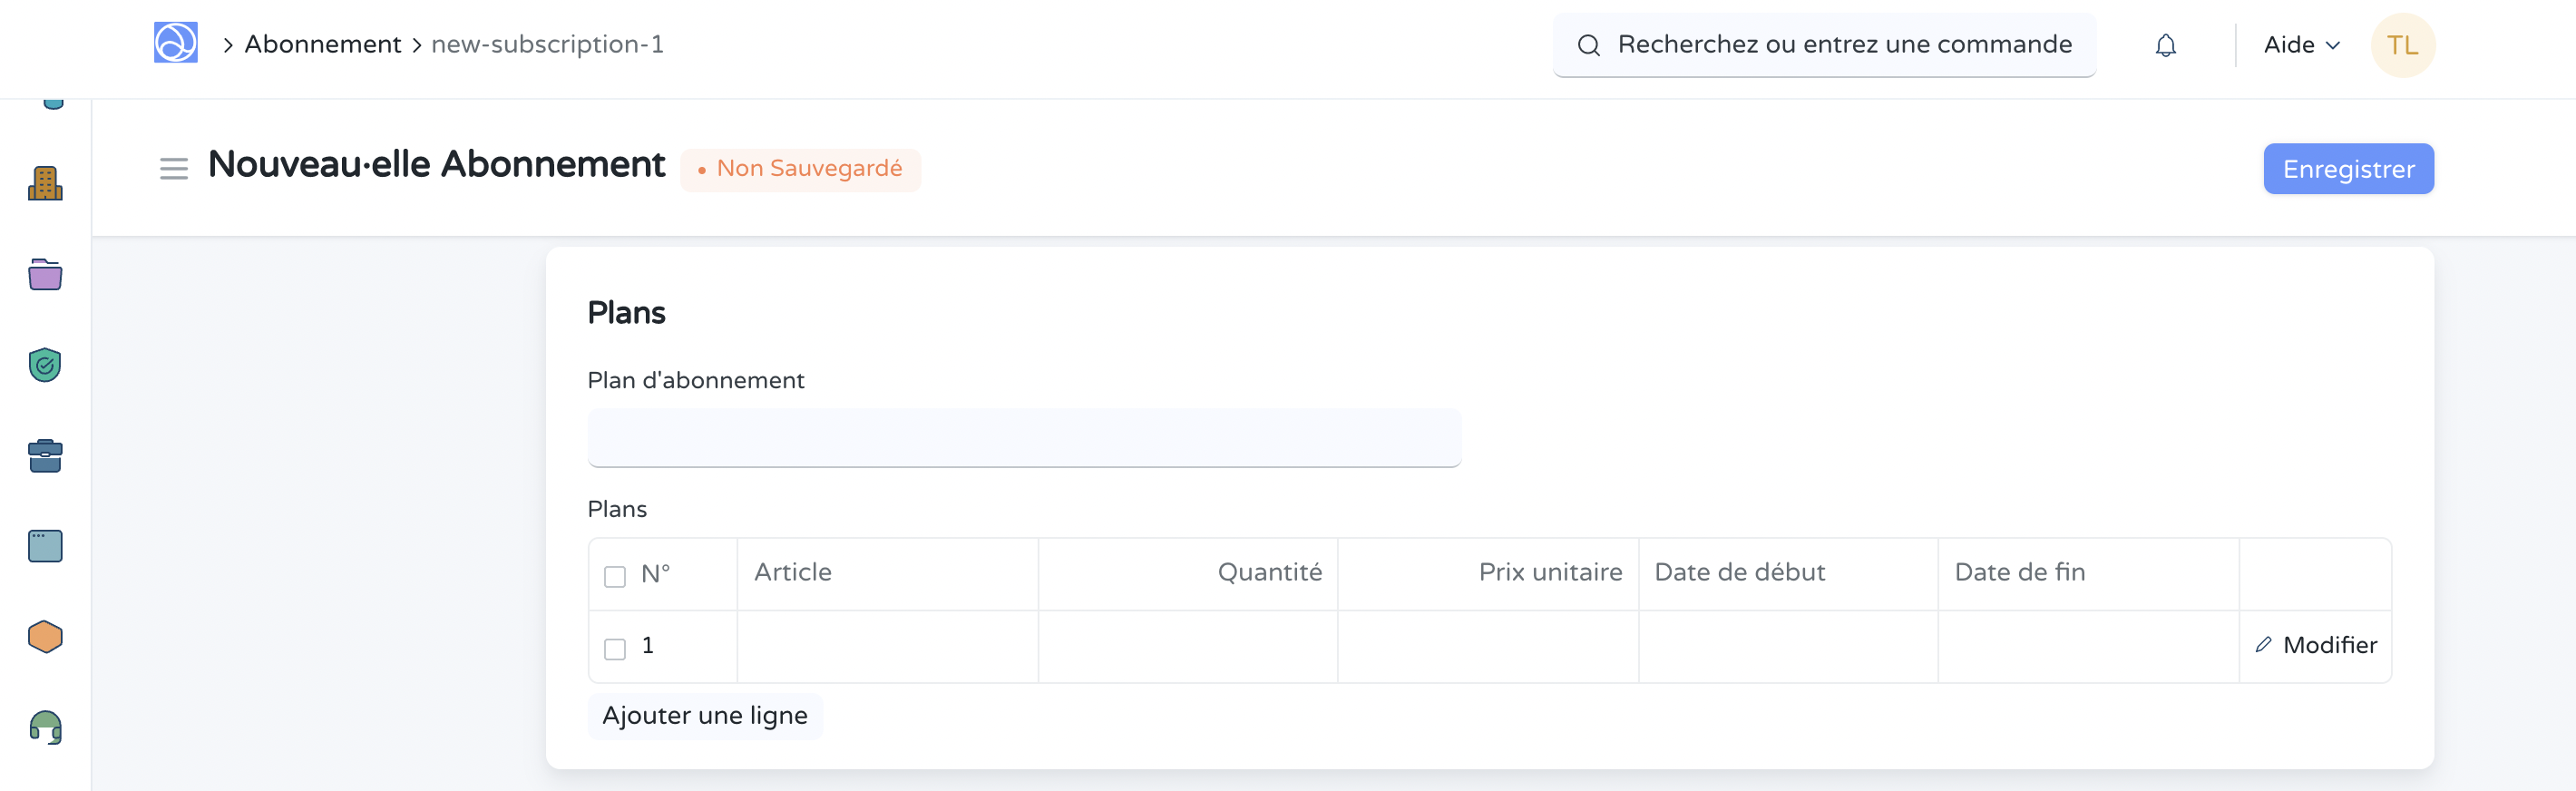 Abonnement new-subscription-1
Recherchez ou entrez une commande
Aide
TL
Nouveau·elle Abonnement
• Non Sauvegardé
Enregistrer
Plans
Plan d'abonnement
Plans
N° Article Quantité Prix unitaire Date de début Date de fin
1 Modifier
Ajouter une ligne